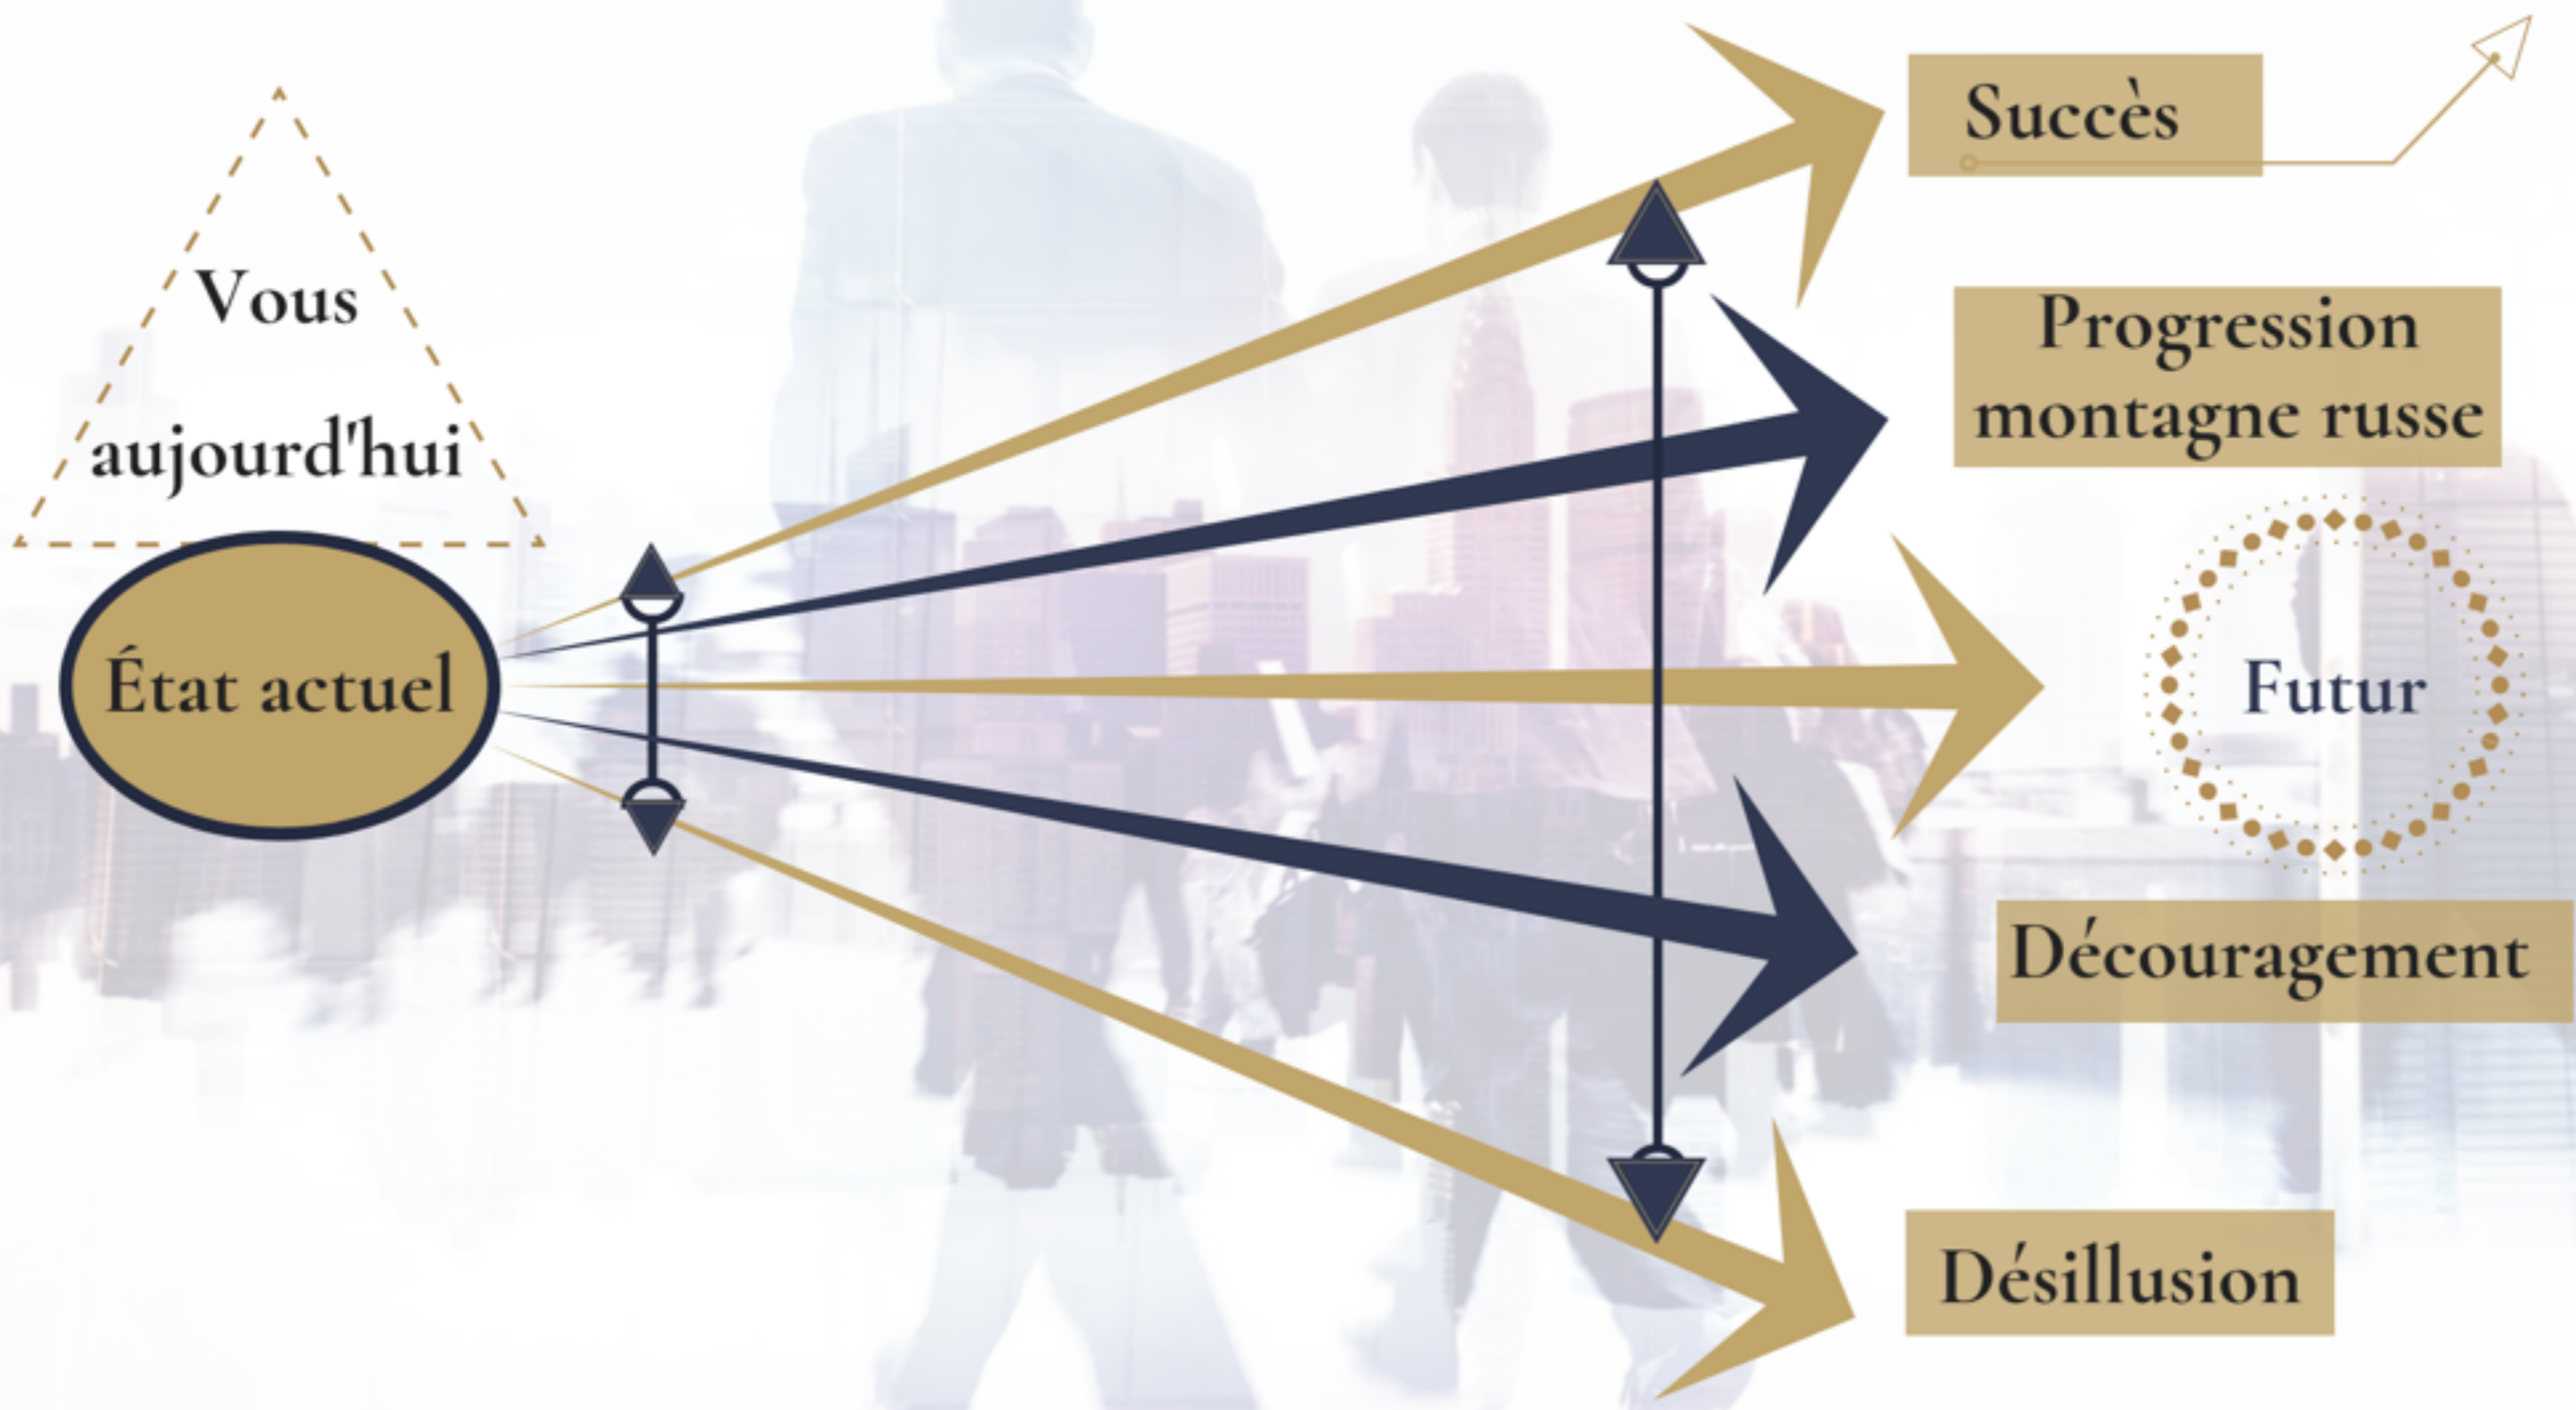 Vous
aujourd'hui
État actuel
Succès
Progression
montagne russe
Futur
Découragement
Désillusion